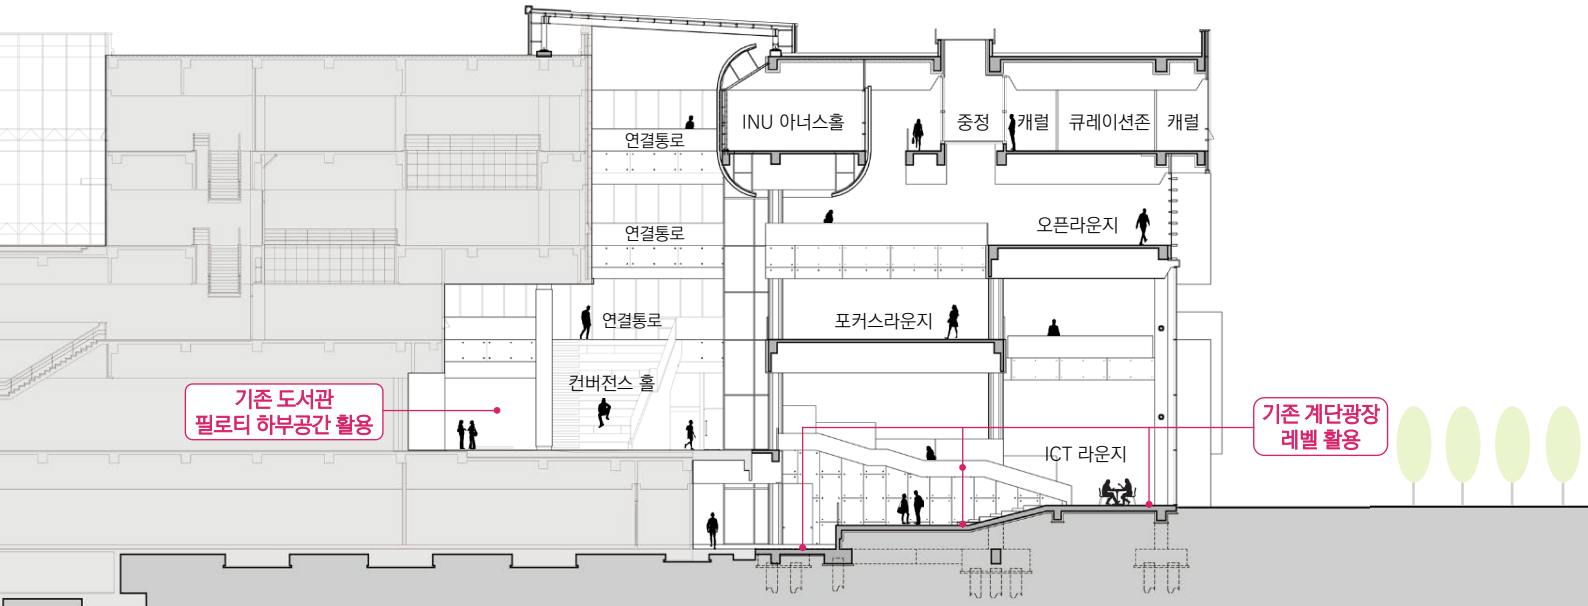 연결통로
INU 아너스홀
중정
캐럴
큐레이션존
캐럴
연결통로
오픈라운지
연결통로
포커스라운지
컨버전스 홀
기존 도서관
필로티 하부공간 활용
기존 계단광장
레벨 활용
ICT 라운지